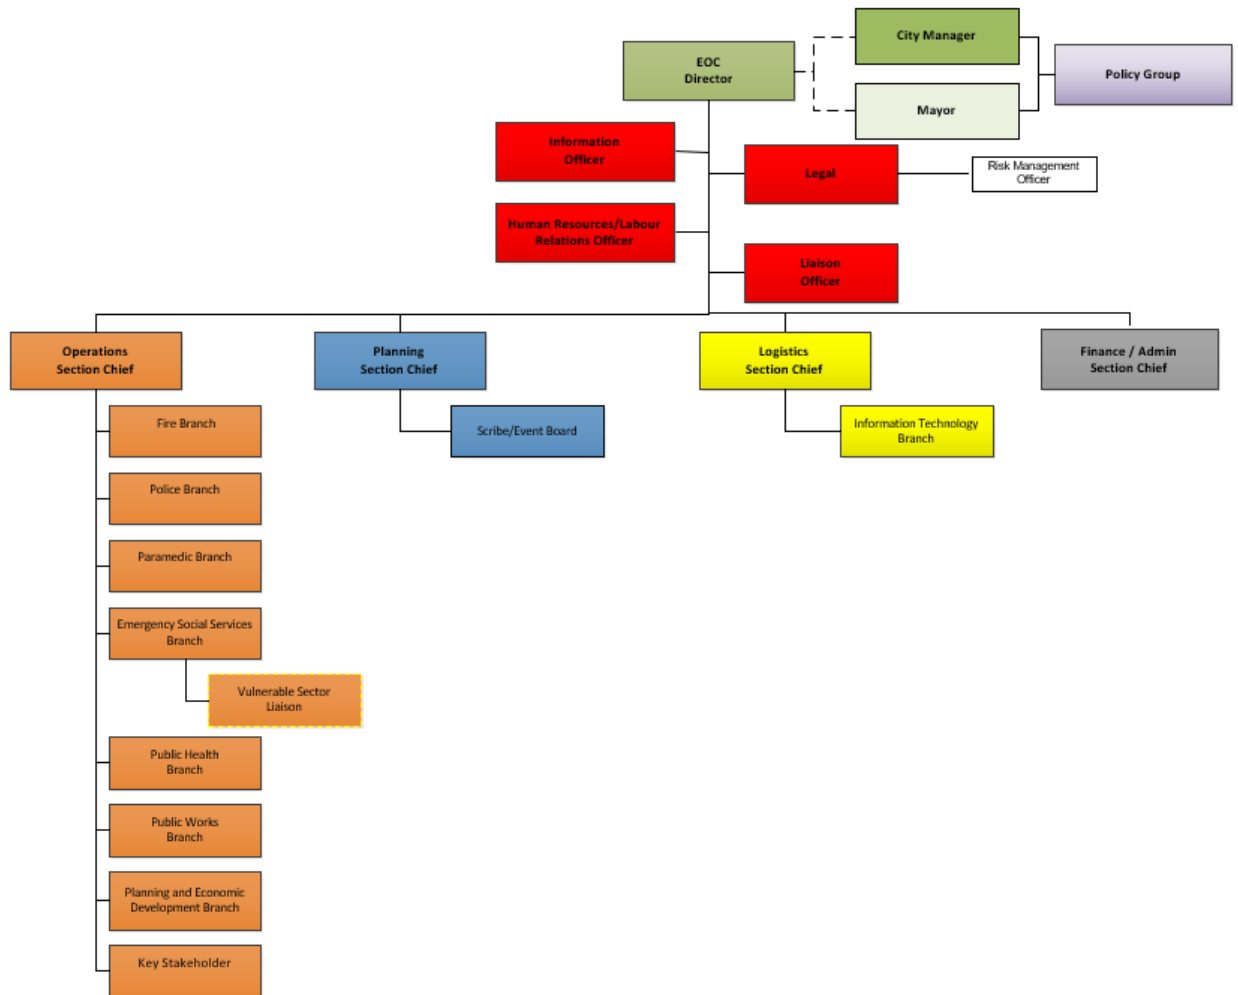 City Manager
EOC
Director
Policy Group
Mayor
Information
Officer
Legal
Risk Management
Officer
Human Resources/Labour
Relations Officer
Liaison
Officer
Operations
Section Chief
Planning
Section Chief
Logistics
Section Chief
Finance / Admin
Section Chief
Fire Branch
Scribe/Event Board
Information Technology
Branch
Police Branch
Paramedic Branch
Emergency Social Services
Branch
Vulnerable Sector
Liaison
Public Health
Branch
Public Works
Branch
Planning and Economic
Development Branch
Key Stakeholder